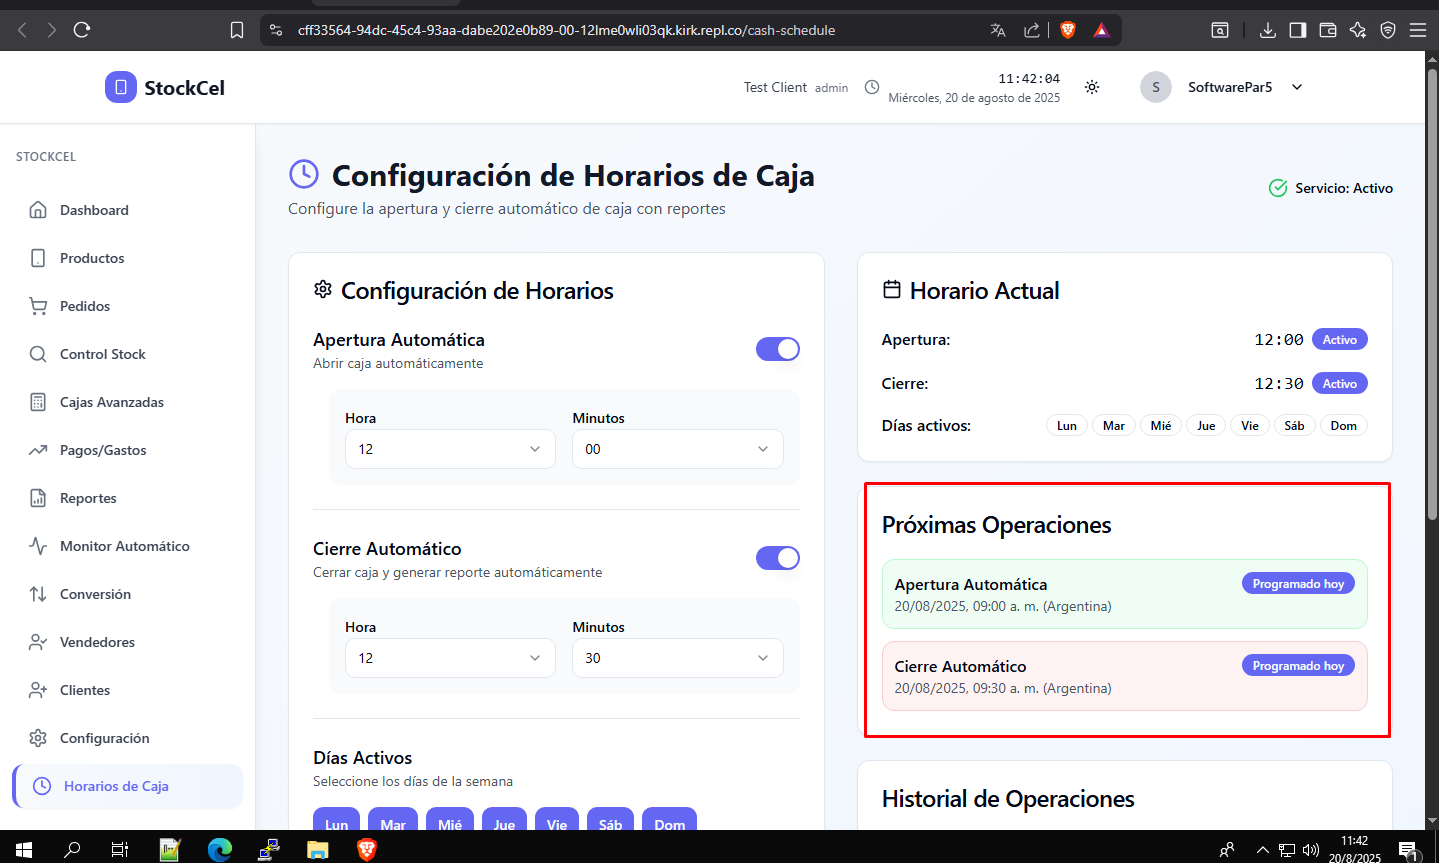 cff33564-94dc-45c4-93aa-dabe202e0b89-00-12lme0wli03qk.kirk.repl.co/cash-schedule
StockCel
Test Client admin
11:42:04
Miércoles, 20 de agosto de 2025
S
SoftwarePar5
STOCKCEL
Dashboard
Productos
Pedidos
Control Stock
Cajas Avanzadas
Pagos/Gastos
Reportes
Monitor Automático
Conversión
Vendedores
Clientes
Configuración
Horarios de Caja
Configuración de Horarios de Caja
Configure la apertura y cierre automático de caja con reportes
Servicio: Activo
Configuración de Horarios
Apertura Automática
Abrir caja automáticamente
Hora Minutos
12 00
Cierre Automático
Cerrar caja y generar reporte automáticamente
Hora Minutos
12 30
Días Activos
Seleccione los días de la semana
Lun Mar Mié Jue Vie Sáb Dom
Horario Actual
Apertura: 12:00 Activo
Cierre: 12:30 Activo
Días activos: Lun Mar Mié Jue Vie Sáb Dom
Próximas Operaciones
Apertura Automática Programado hoy
20/08/2025, 09:00 a. m. (Argentina)
Cierre Automático Programado hoy
20/08/2025, 09:30 a. m. (Argentina)
Historial de Operaciones
11:42
20/8/2025
1